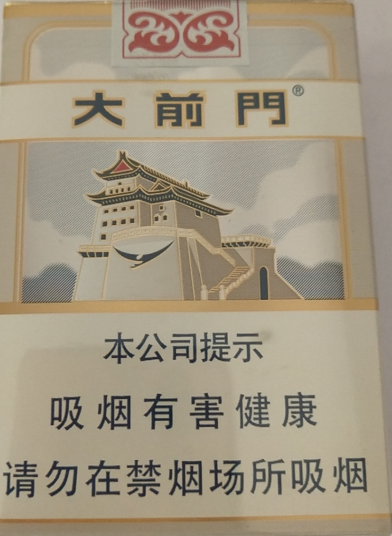 大前門®
本公司提示
吸烟有害健康
请勿在禁烟场所吸烟